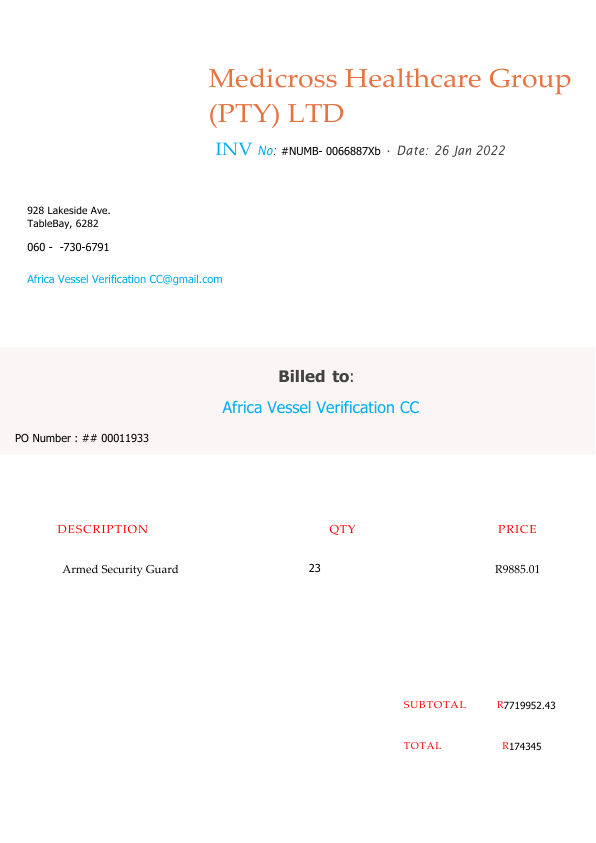 Medicross Healthcare Group
(PTY) LTD
INV No: #NUMB- 0066887Xb · Date: 26 Jan 2022
928 Lakeside Ave.
TableBay, 6282
060 - -730-6791
Africa Vessel Verification CC@gmail.com
Billed to:
Africa Vessel Verification CC
PO Number : ## 00011933
DESCRIPTION QTY PRICE
Armed Security Guard 23 R9885.01
SUBTOTAL R7719952.43
TOTAL R174345